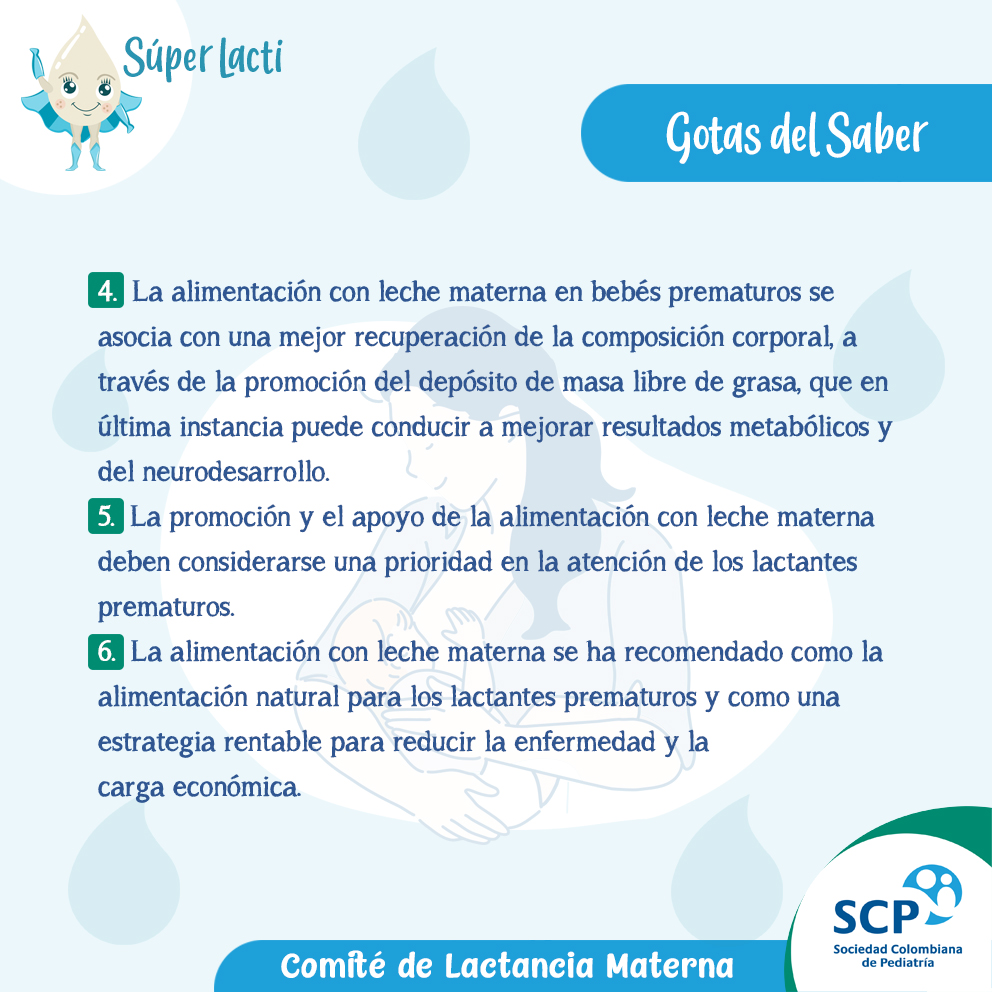 Súper Lacti
Gotas del Saber
4. La alimentación con leche materna en bebés prematuros se
asocia con una mejor recuperación de la composición corporal, a
través de la promoción del depósito de masa libre de grasa, que en
última instancia puede conducir a mejorar resultados metabólicos y
del neurodesarrollo.
5. La promoción y el apoyo de la alimentación con leche materna
deben considerarse una prioridad en la atención de los lactantes
prematuros.
6. La alimentación con leche materna se ha recomendado como la
alimentación natural para los lactantes prematuros y como una
estrategia rentable para reducir la enfermedad y la
carga económica.
SCP
Sociedad Colombiana
de Pediatría
Comité de Lactancia Materna